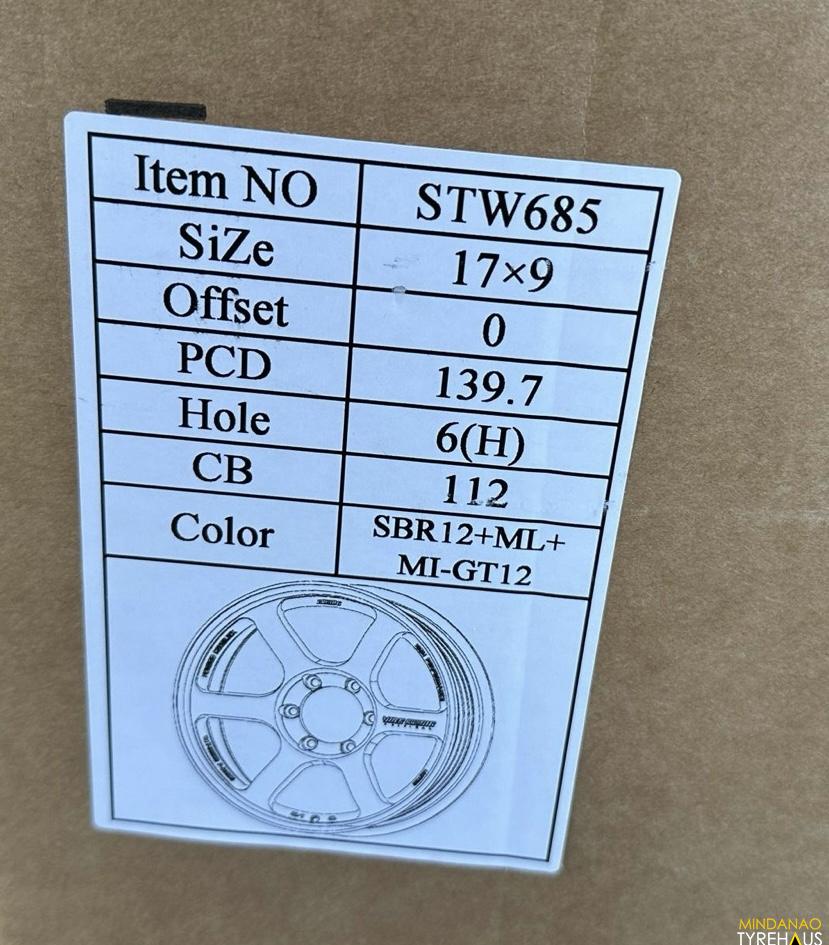 Item NO STW685
SiZe 17×9
Offset 0
PCD 139.7
Hole 6(H)
CB 112
Color SBR12+ML+
MI-GT12
MINDANAO
TYREHAUS